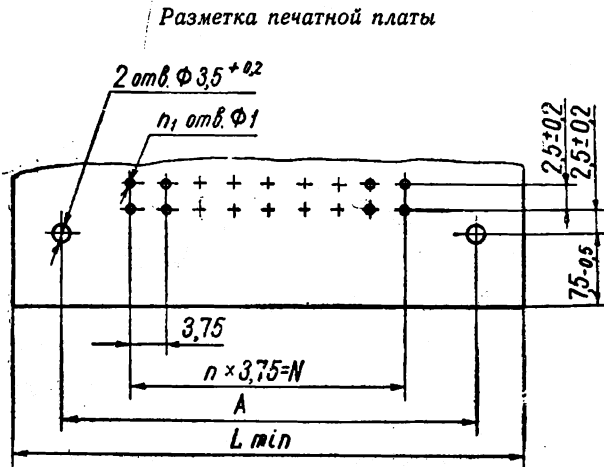 Разметка печатной платы
2 отв. Ф 3,5 +0,2
n₁ отв. Ф1
2,5±0,2
2,5±0,2
7,5-0,5
3,75
n × 3,75=N
A
L min